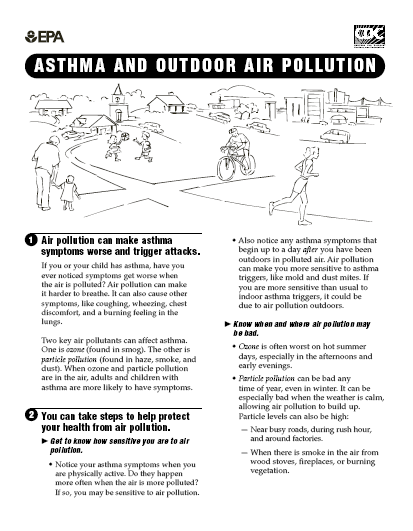 EPA
CDC
ASTHMA AND OUTDOOR AIR POLLUTION
1 Air pollution can make asthma
symptoms worse and trigger attacks.
If you or your child has asthma, have you
ever noticed symptoms get worse when
the air is polluted? Air pollution can make
it harder to breathe. It can also cause other
symptoms, like coughing, wheezing, chest
discomfort, and a burning feeling in the
lungs.
Two key air pollutants can affect asthma.
One is ozone (found in smog). The other is
particle pollution (found in haze, smoke, and
dust). When ozone and particle pollution
are in the air, adults and children with
asthma are more likely to have symptoms.
2 You can take steps to help protect
your health from air pollution.
► Get to know how sensitive you are to air
pollution.
• Notice your asthma symptoms when you
are physically active. Do they happen
more often when the air is more polluted?
If so, you may be sensitive to air pollution.
• Also notice any asthma symptoms that
begin up to a day after you have been
outdoors in polluted air. Air pollution
can make you more sensitive to asthma
triggers, like mold and dust mites. If
you are more sensitive than usual to
indoor asthma triggers, it could be
due to air pollution outdoors.
► Know when and where air pollution may
be bad.
• Ozone is often worst on hot summer
days, especially in the afternoons and
early evenings.
• Particle pollution can be bad any
time of year, even in winter. It can be
especially bad when the weather is calm,
allowing air pollution to build up.
Particle levels can also be high:
— Near busy roads, during rush hour,
and around factories.
— When there is smoke in the air from
wood stoves, fireplaces, or burning
vegetation.